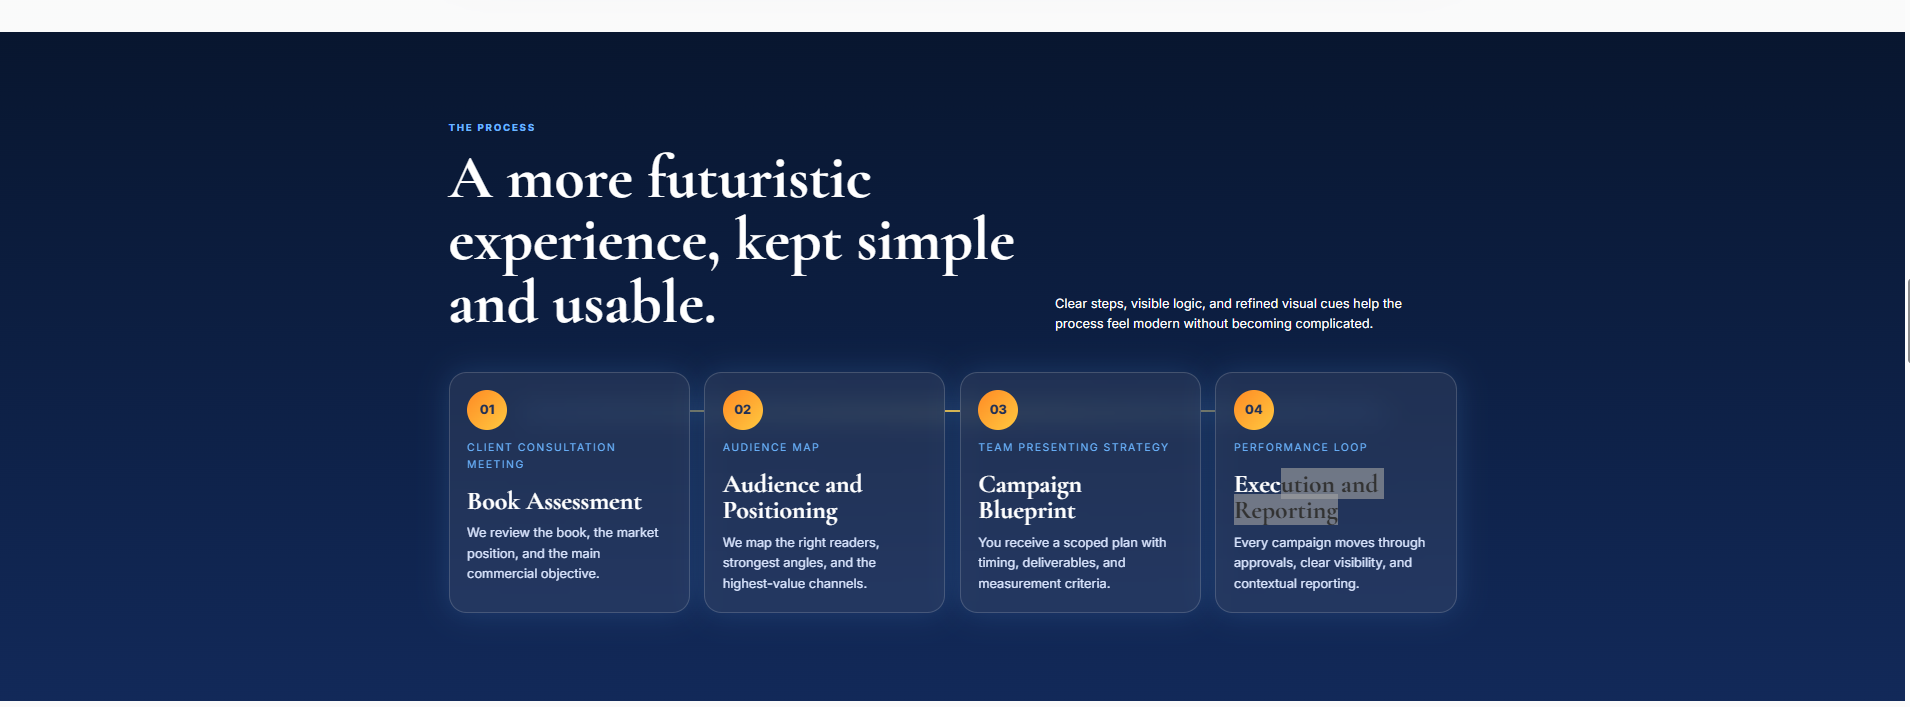 THE PROCESS
A more futuristic
experience, kept simple
and usable.
Clear steps, visible logic, and refined visual cues help the
process feel modern without becoming complicated.
01
CLIENT CONSULTATION
MEETING
Book Assessment
We review the book, the market
position, and the main
commercial objective.
02
AUDIENCE MAP
Audience and
Positioning
We map the right readers,
strongest angles, and the
highest-value channels.
03
TEAM PRESENTING STRATEGY
Campaign
Blueprint
You receive a scoped plan with
timing, deliverables, and
measurement criteria.
04
PERFORMANCE LOOP
Execution and
Reporting
Every campaign moves through
approvals, clear visibility, and
contextual reporting.